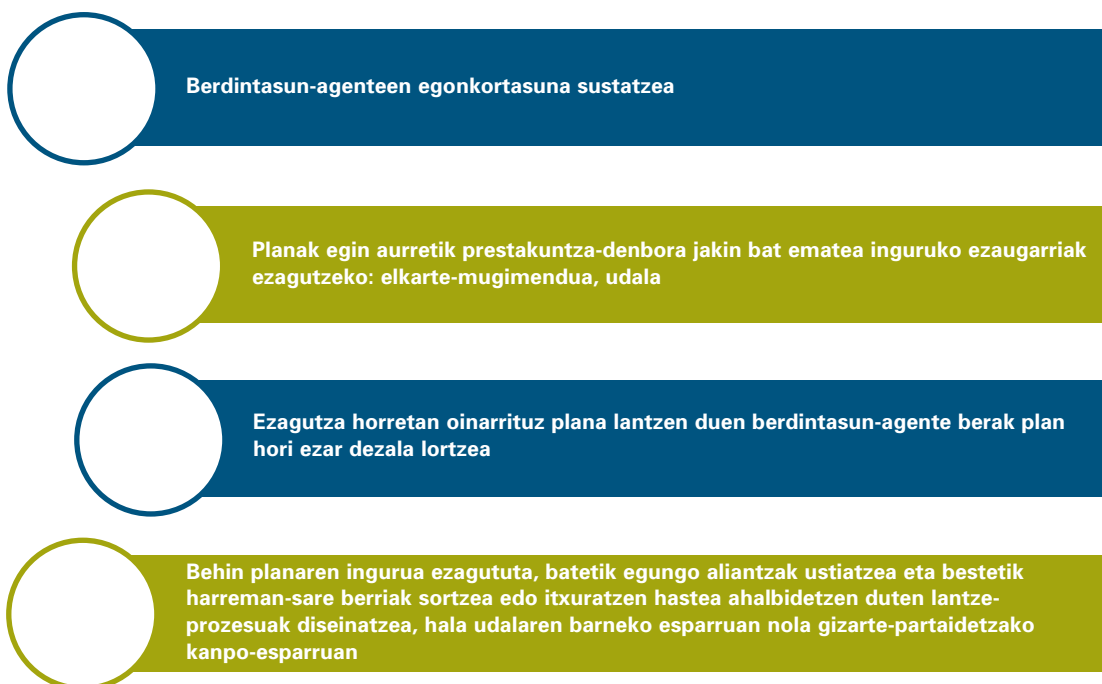 Berdintasun-agenteen egonkortasuna sustatzea
Planak egin aurretik prestakuntza-denbora jakin bat ematea inguruko ezaugarriak
ezagutzeko: elkarte-mugimendua, udala
Ezagutza horretan oinarrituz plana lantzen duen berdintasun-agente berak plan
hori ezar dezala lortzea
Behin planaren ingurua ezagututa, batetik egungo aliantzak ustiatzea eta bestetik
harreman-sare berriak sortzea edo itxuratzen hastea ahalbidetzen duten lantze-
prozesuak diseinatzea, hala udalaren barneko esparruan nola gizarte-partaidetzako
kanpo-esparruan